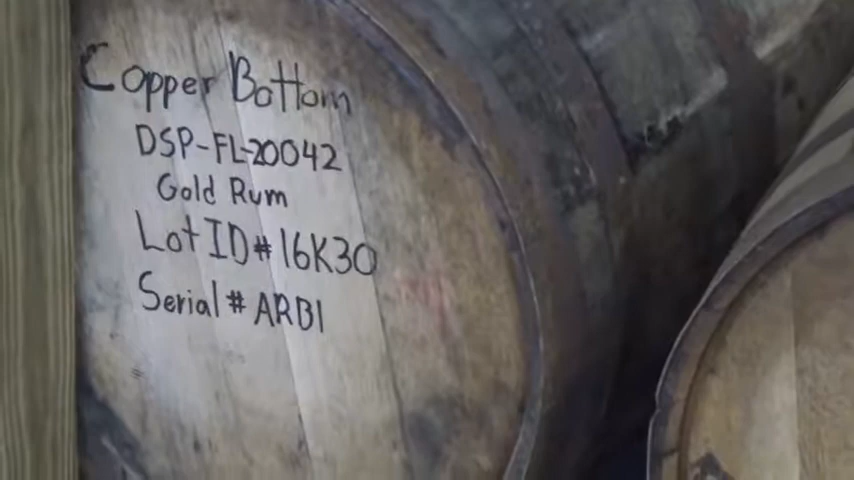 Copper Bottom
DSP-FL-20042
Gold Rum
Lot ID# 16K30
Serial # ARB1